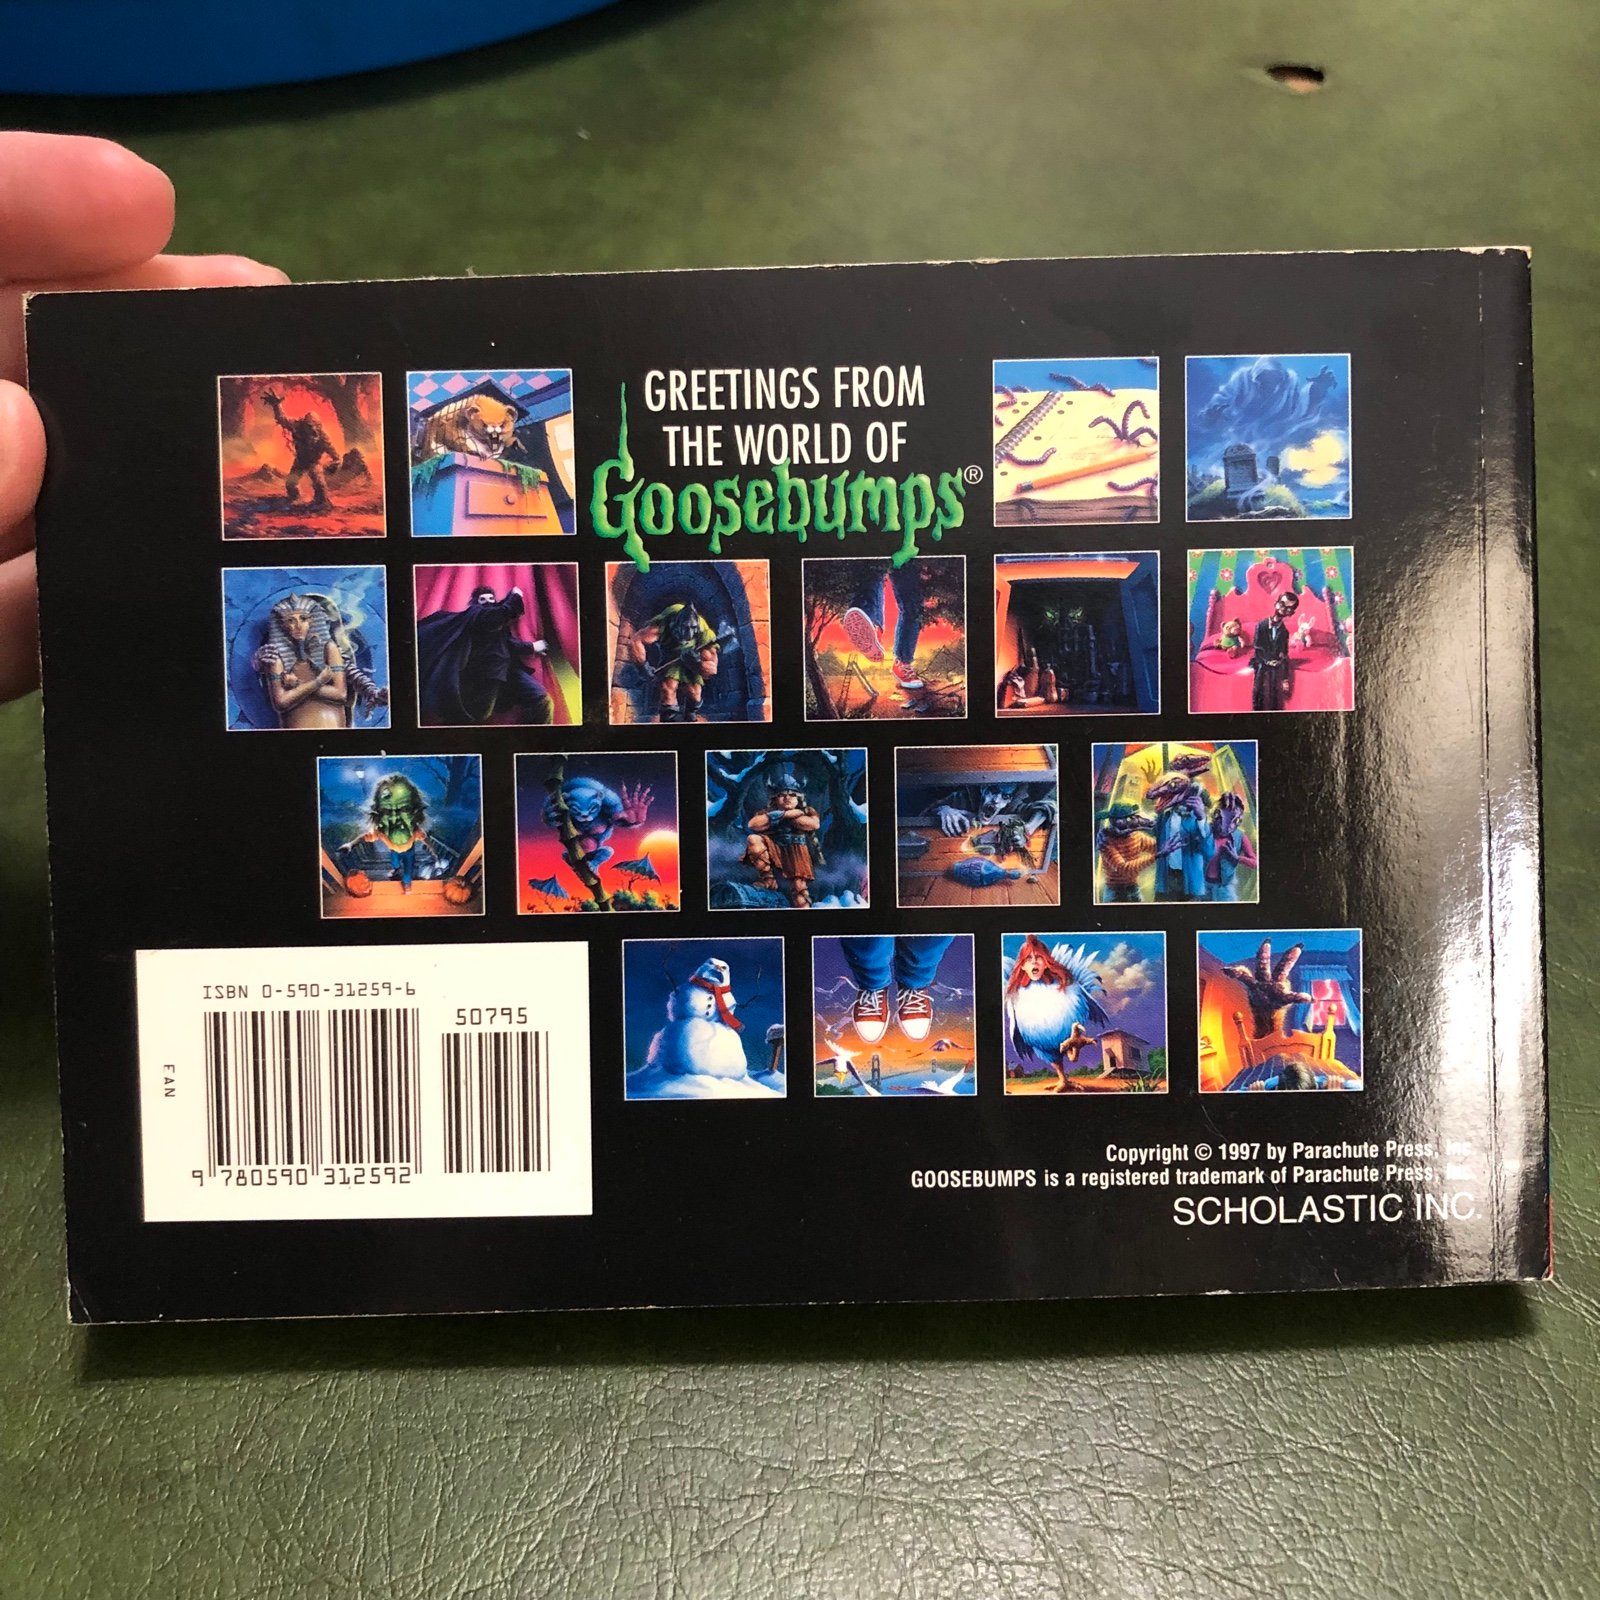 GREETINGS FROM
THE WORLD OF
Goosebumps®
ISBN 0-590-31259-6
50795
EAN
9 780590 312592
Copyright © 1997 by Parachute Press, Inc.
GOOSEBUMPS is a registered trademark of Parachute Press, Inc.
SCHOLASTIC INC.